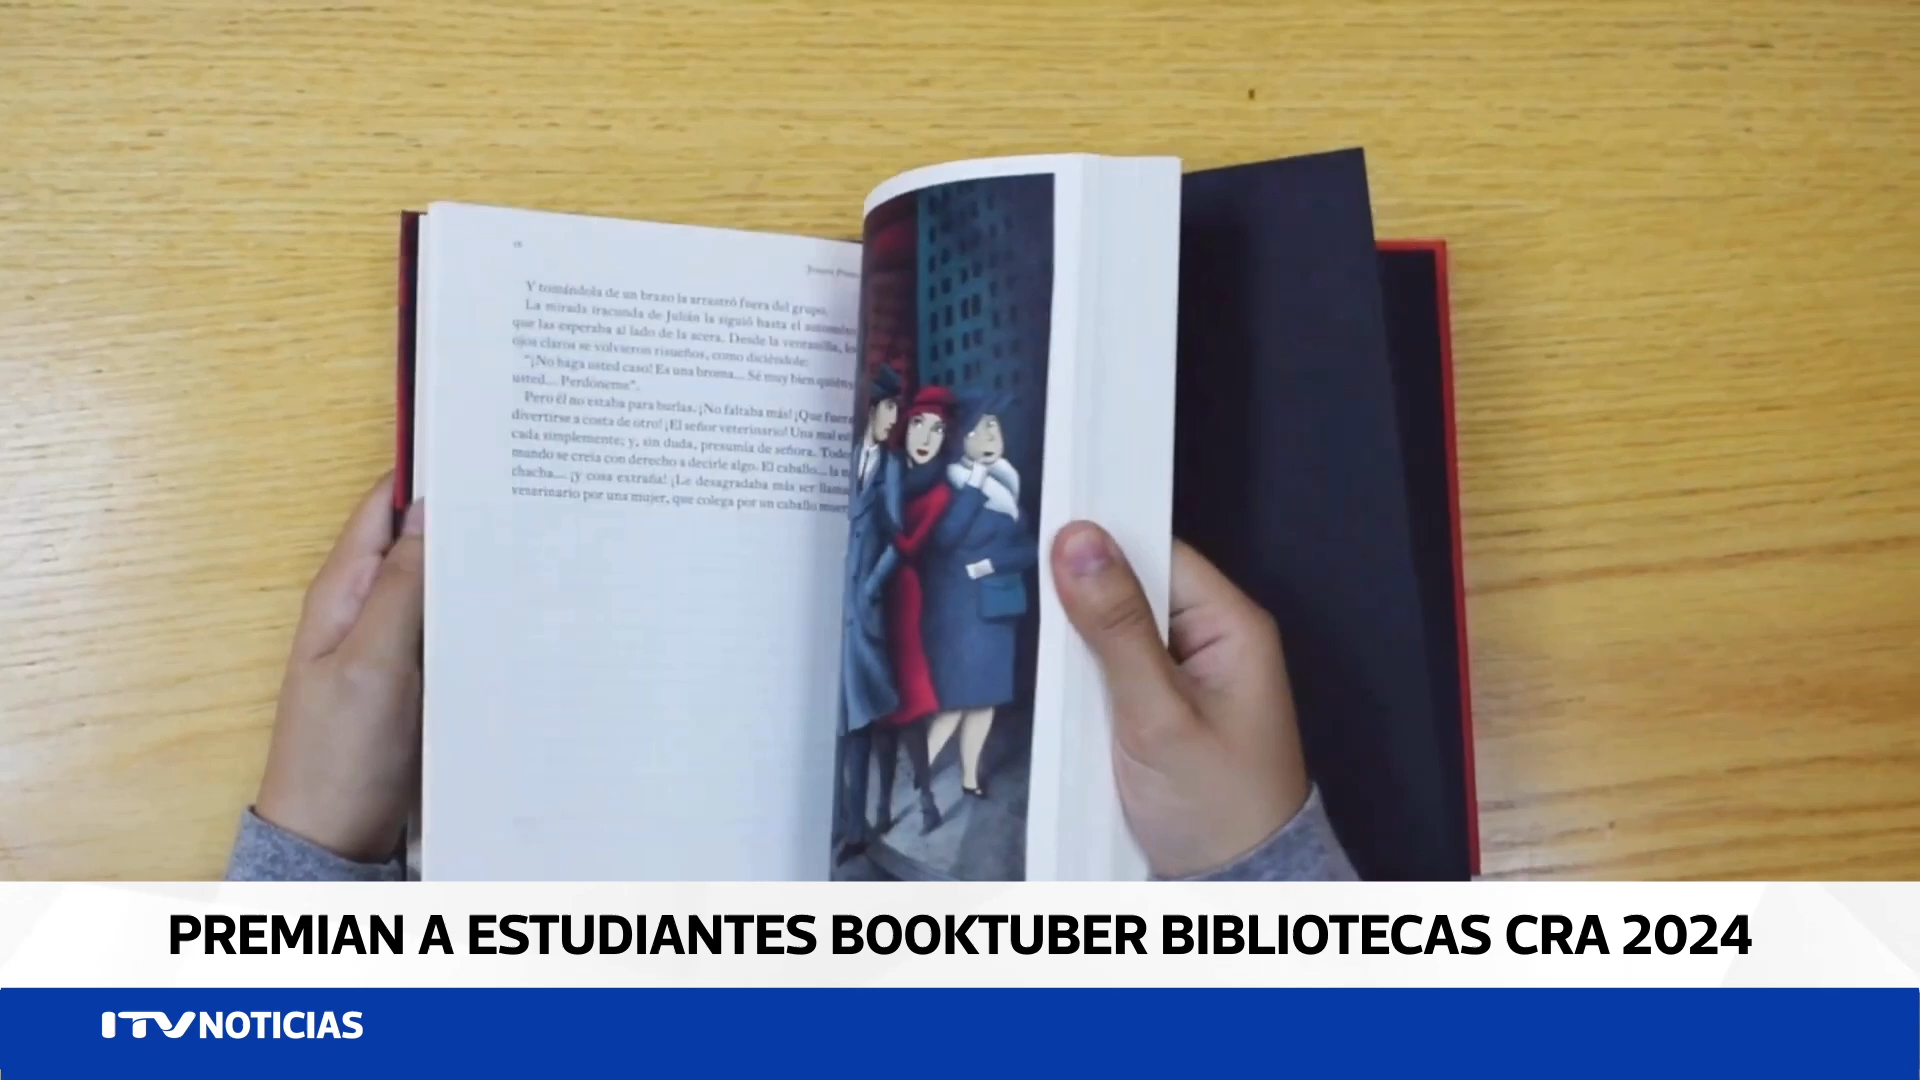 Y tomándola de un brazo la arrastró fuera del grupo.
La mirada iracunda de Julián la siguió hasta el
que las esperaba al lado de la acera. Desde la ventanilla, los
ojos claros se volvieron risueños, como diciéndole:
"¡No haga usted caso! Es una broma... Sé muy bien quién
usted... Perdóneme".
Pero él no estaba para burlas. ¡No faltaba más! ¡Que fuera
divertirse a costa de otro! ¡El señor veterinario! Una mal
cada simplemente; y, sin duda, presumía de señora. Todo
mundo se creía con derecho a decirle algo. El caballo... la m
chacha... ¡y cosa extraña! ¡Le desagradaba más ser llama
veterinario por una mujer, que colega por un caballo
PREMIAN A ESTUDIANTES BOOKTUBER BIBLIOTECAS CRA 2024
ITV NOTICIAS